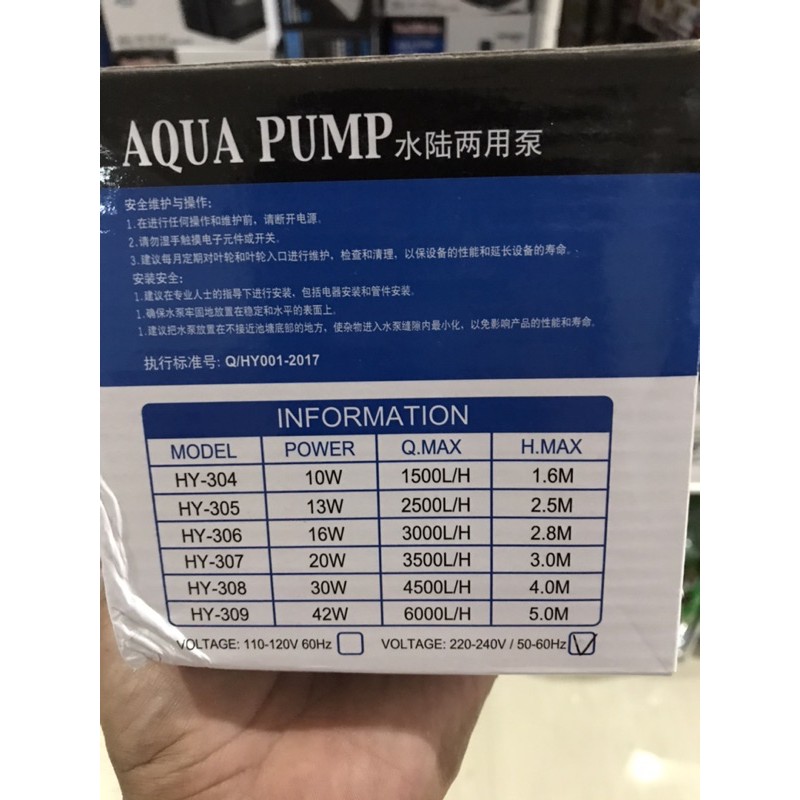 AQUA PUMP 水陆两用泵
安全维护与操作:
1.在进行任何操作和维护前，请断开电源.
2.请勿湿手触摸电子元件或开关.
3.建议每月定期对叶轮和叶轮入口进行维护，检查和清理，以保设备的性能和延长设备的寿命.
安装安全:
1.建议在专业人士的指导下进行安装，包括电器安装和管件安装.
1.确保水泵牢固地放置在稳定和水平的表面上.
1.建议把水泵放置在不接近池塘底部的地方，使杂物进入水泵缝隙内最小化，以免影响产品的性能和寿命.
执行标准号: Q/HY001-2017
INFORMATION
MODEL POWER Q.MAX H.MAX
HY-304 10W 1500L/H 1.6M
HY-305 13W 2500L/H 2.5M
HY-306 16W 3000L/H 2.8M
HY-307 20W 3500L/H 3.0M
HY-308 30W 4500L/H 4.0M
HY-309 42W 6000L/H 5.0M
VOLTAGE: 110-120V 60Hz VOLTAGE: 220-240V / 50-60Hz